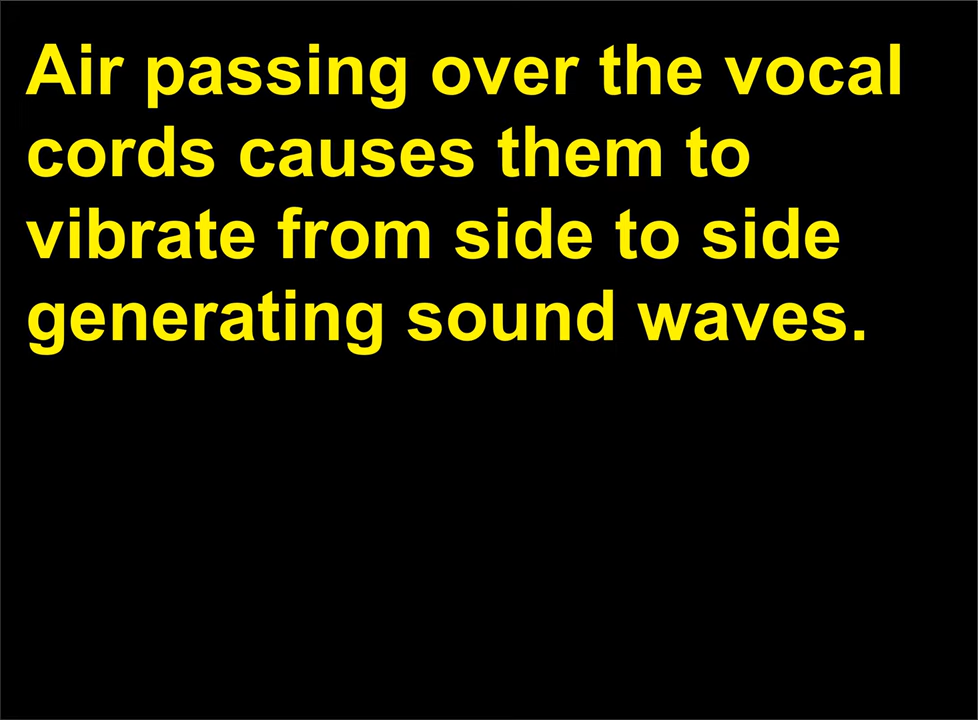 Air passing over the vocal
cords causes them to
vibrate from side to side
generating sound waves.